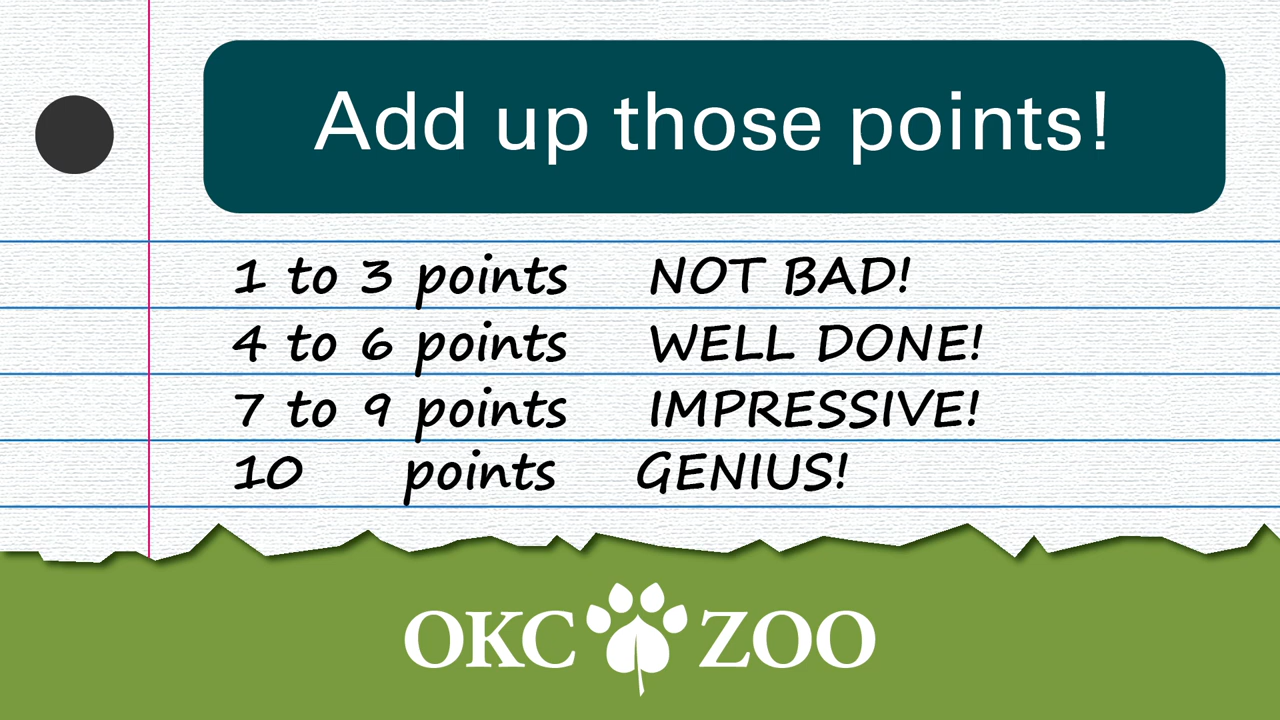 Add up those points!
1 to 3 points NOT BAD!
4 to 6 points WELL DONE!
7 to 9 points IMPRESSIVE!
10 points GENIUS!
OKC ZOO